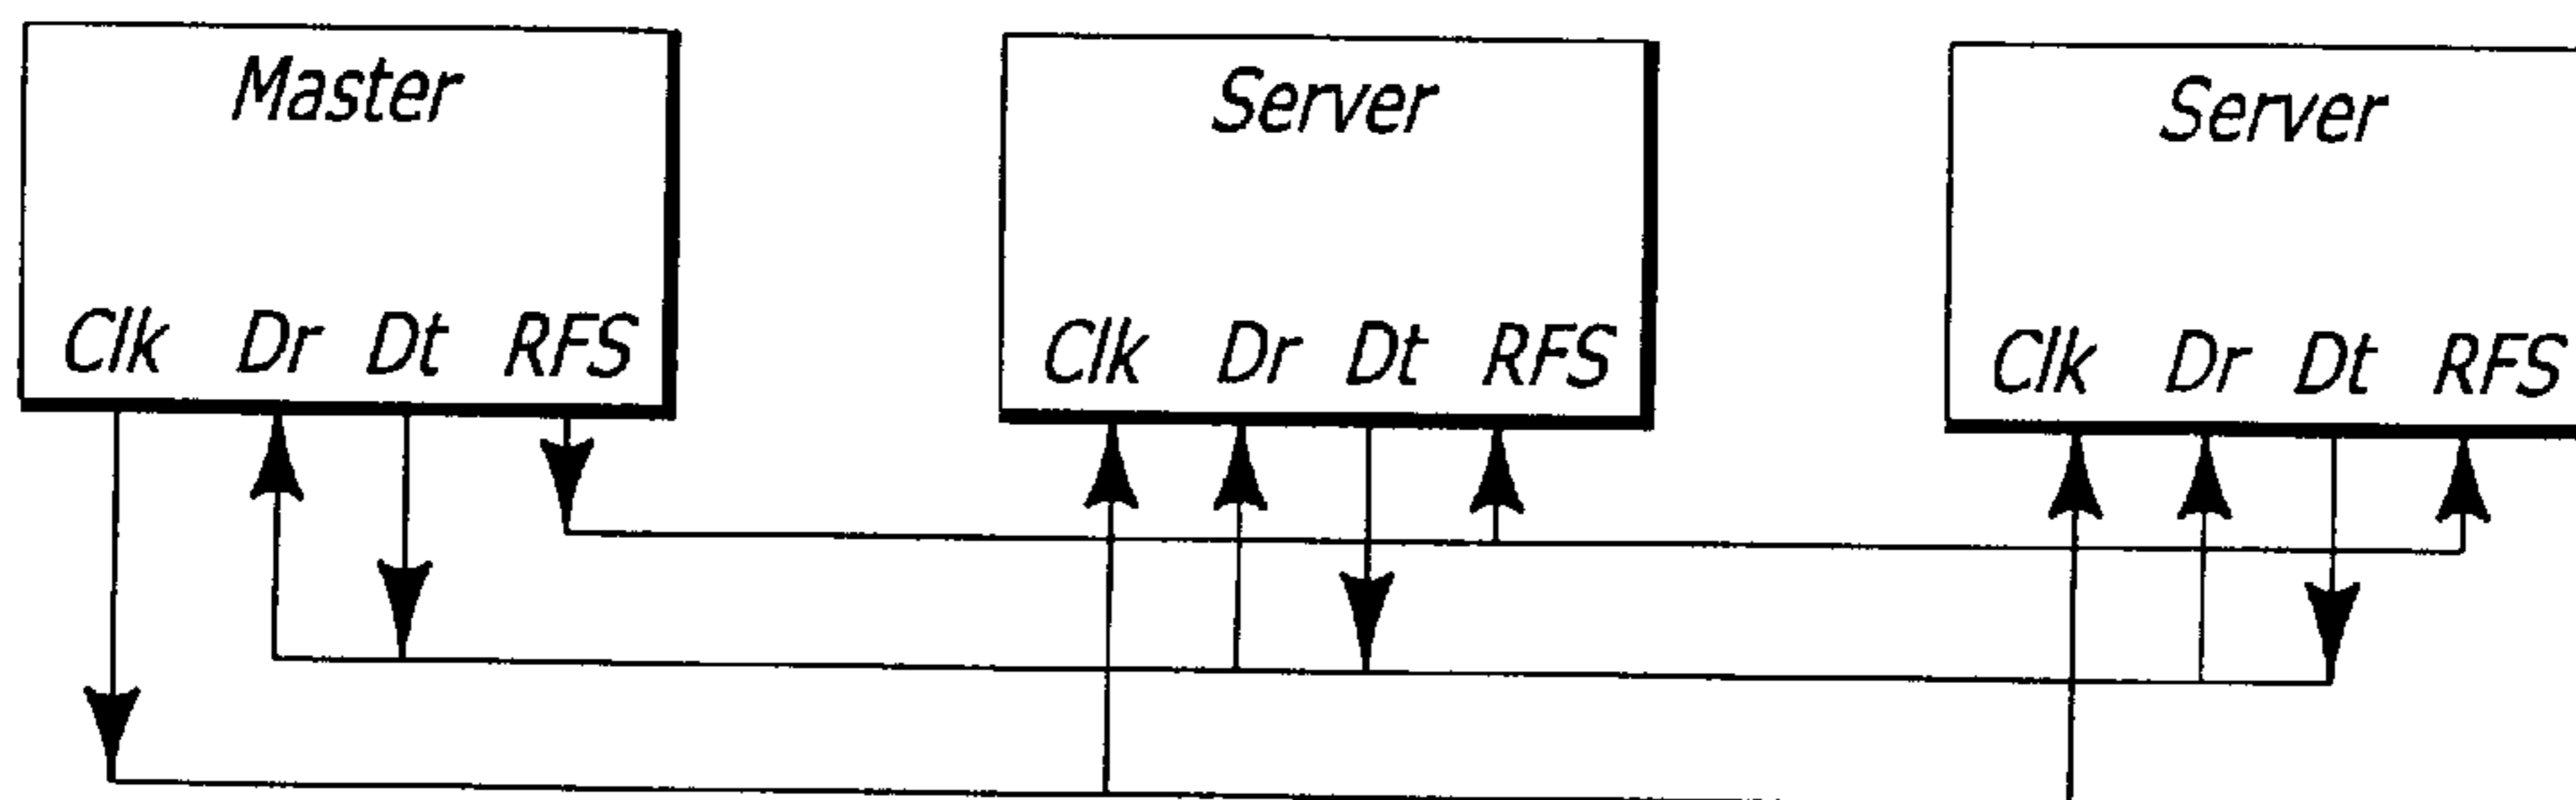 Master
Clk Dr Dt RFS
Server
Clk Dr Dt RFS
Server
Clk Dr Dt RFS